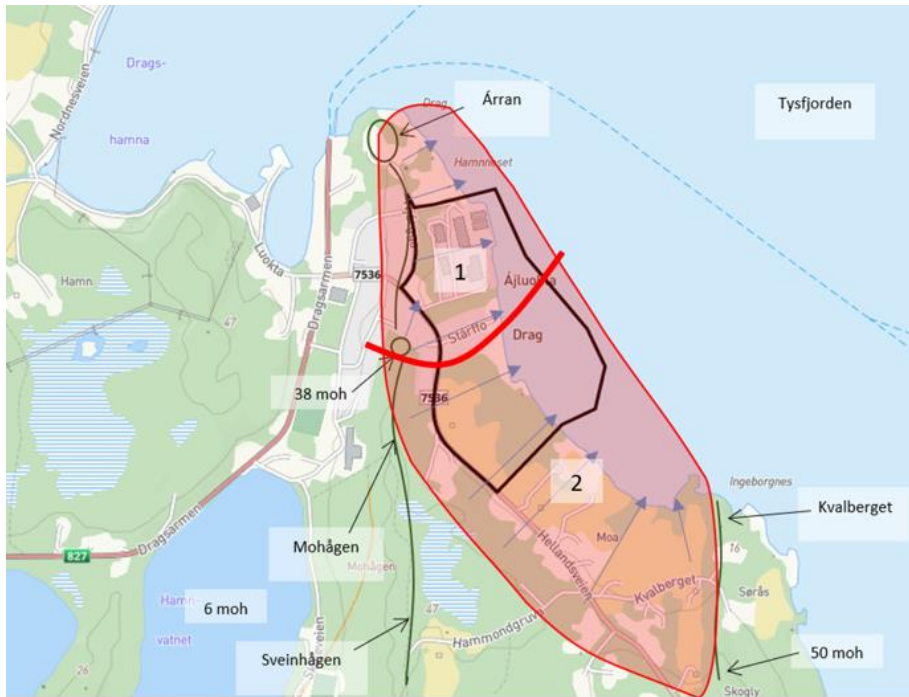 Drag
Árran
Tysfjorden
Drags-
hamna
Nordnesveien
Hamnneset
Luokta
7536
1
Ájluokta
Hamn
47
Dragsarmen
Stárffo
Drag
38 moh
7536
2
Ingeborgnes
Kvalberget
Mohågen
Hellandsveien
Moa
16
827
Dragsarmen
Mohågen
Kvalberget
Sørås
Hamn-
vatnet
6 moh
47
Hammondgruvv
26
Sveinhågen
50 moh
Skogly